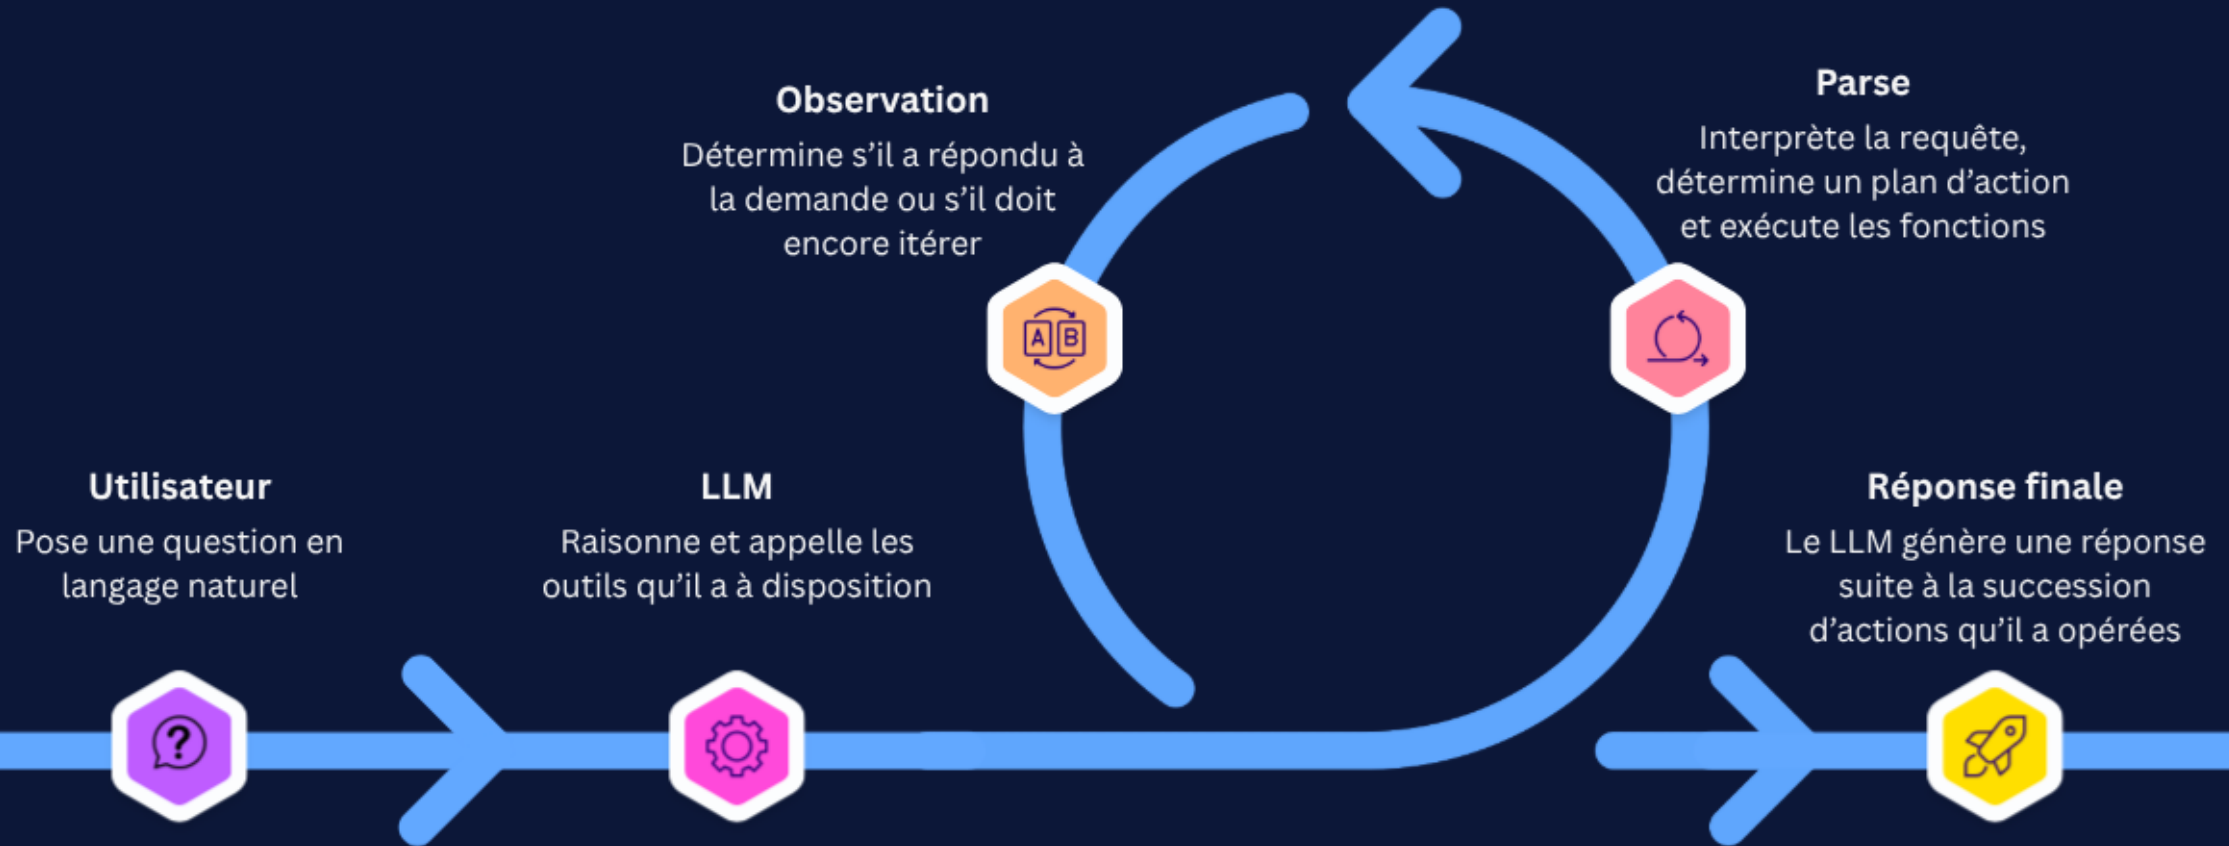 Utilisateur
Pose une question en
langage naturel
?
LLM
Raisonne et appelle les
outils qu’il a à disposition
Parse
Interprète la requête,
détermine un plan d’action
et exécute les fonctions
Observation
Détermine s’il a répondu à
la demande ou s’il doit
encore itérer
A B
Réponse finale
Le LLM génère une réponse
suite à la succession
d’actions qu’il a opérées